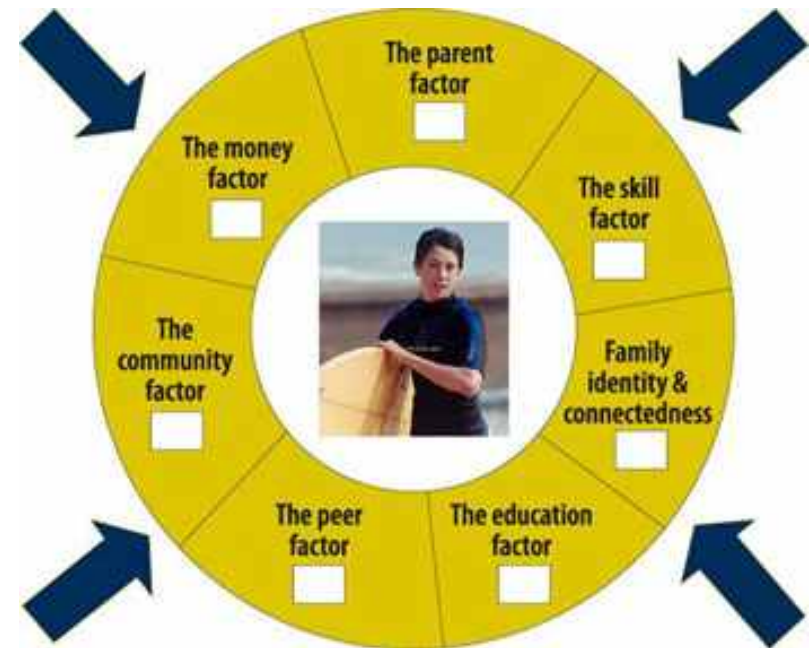 The parent
factor
The skill
factor
Family
identity &
connectedness
The education
factor
The peer
factor
The
community
factor
The money
factor